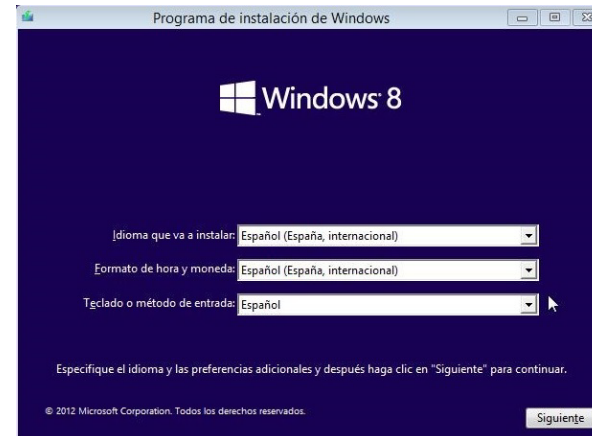 Programa de instalación de Windows
Windows 8
Idioma que va a instalar: Español (España, internacional)
Formato de hora y moneda: Español (España, internacional)
Teclado o método de entrada: Español
Especifique el idioma y las preferencias adicionales y después haga clic en "Siguiente" para continuar.
© 2012 Microsoft Corporation. Todos los derechos reservados.
Siguiente